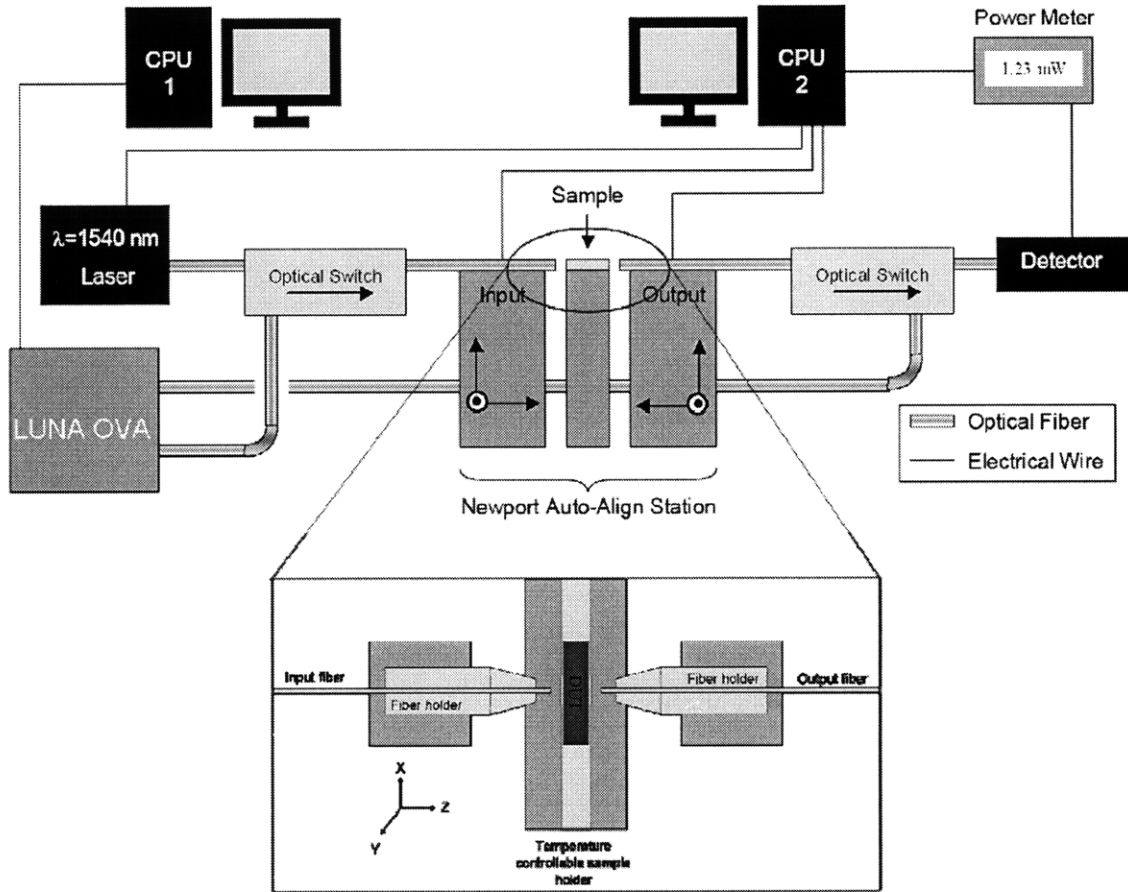 Power Meter
CPU
1
CPU
2
1.23 mW
Sample
λ=1540 nm
Laser
Optical Switch
Input
Output
Optical Switch
Detector
LUNA OVA
Optical Fiber
Electrical Wire
Newport Auto-Align Station
Input fiber
Fiber holder
DUT
Fiber holder
Output fiber
X
Z
Y
Temperature
controllable sample
holder